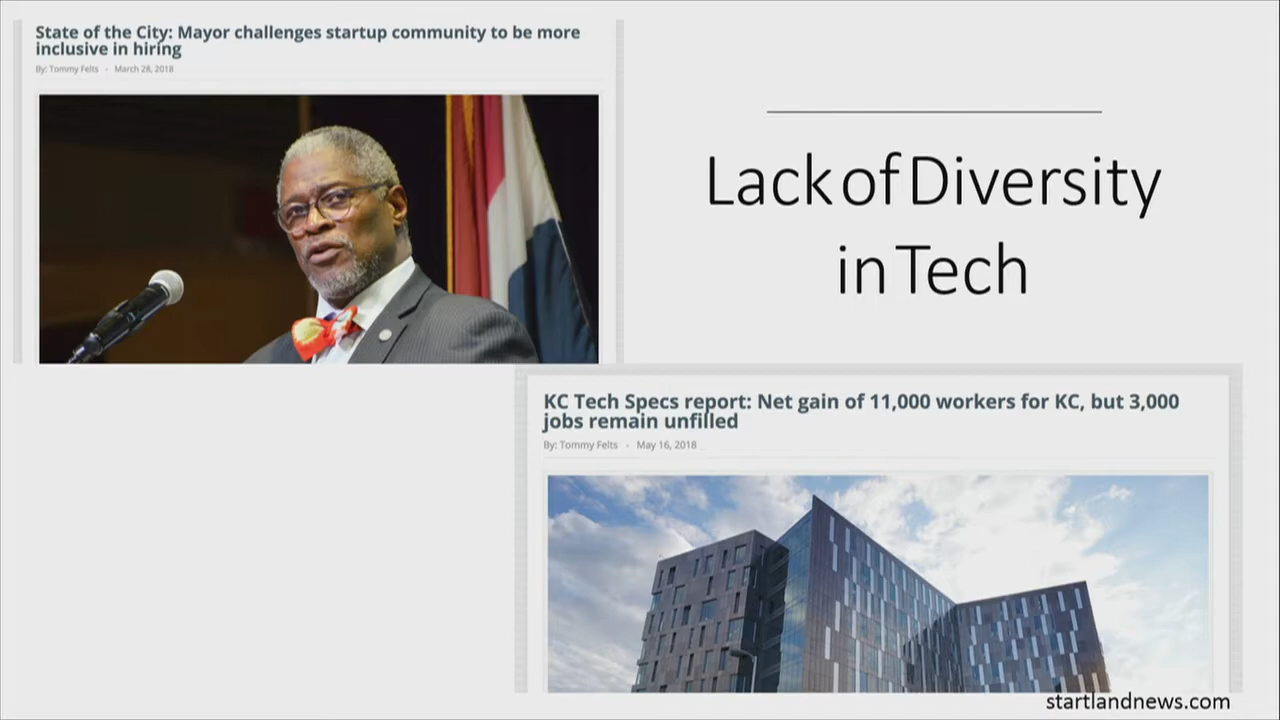 State of the City: Mayor challenges startup community to be more
inclusive in hiring
By: Tommy Felts - March 28, 2018
Lack of Diversity
in Tech
KC Tech Specs report: Net gain of 11,000 workers for KC, but 3,000
jobs remain unfilled
By: Tommy Felts - May 16, 2018
startlandnews.com